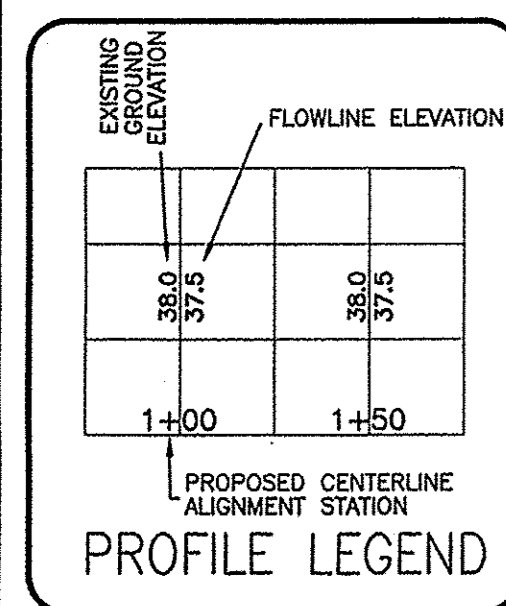 EXISTING
GROUND
ELEVATION
FLOWLINE ELEVATION
38.0
37.5
38.0
37.5
1+00
1+50
PROPOSED CENTERLINE
ALIGNMENT STATION
PROFILE LEGEND